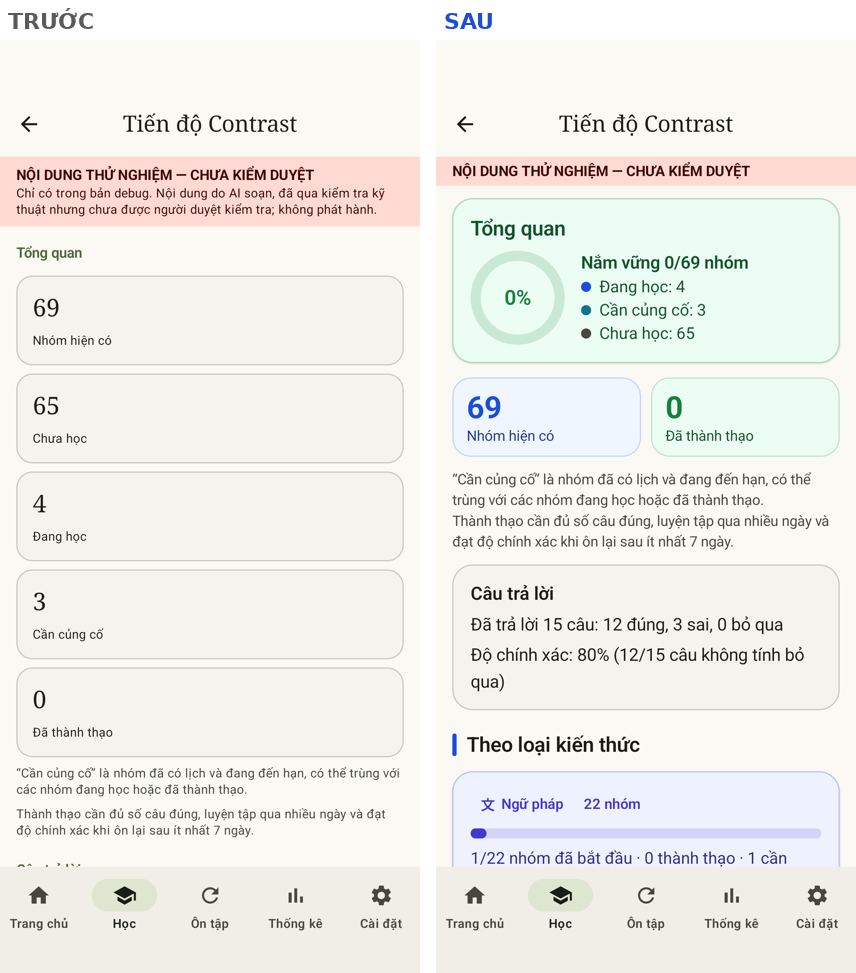 TRƯỚC
Tiến độ Contrast
NỘI DUNG THỬ NGHIỆM — CHƯA KIỂM DUYỆT
Chỉ có trong bản debug. Nội dung do AI soạn, đã qua kiểm tra kỹ
thuật nhưng chưa được người duyệt kiểm tra; không phát hành.
Tổng quan
69
Nhóm hiện có
65
Chưa học
4
Đang học
3
Cần củng cố
0
Đã thành thạo
“Cần củng cố” là nhóm đã có lịch và đang đến hạn, có thể trùng với
các nhóm đang học hoặc đã thành thạo.
Thành thạo cần đủ số câu đúng, luyện tập qua nhiều ngày và đạt
độ chính xác khi ôn lại sau ít nhất 7 ngày.
Trang chủ
Học
Ôn tập
Thống kê
Cài đặt
SAU
Tiến độ Contrast
NỘI DUNG THỬ NGHIỆM — CHƯA KIỂM DUYỆT
Tổng quan
0%
Nắm vững 0/69 nhóm
Đang học: 4
Cần củng cố: 3
Chưa học: 65
69
Nhóm hiện có
0
Đã thành thạo
“Cần củng cố” là nhóm đã có lịch và đang đến hạn, có thể
trùng với các nhóm đang học hoặc đã thành thạo.
Thành thạo cần đủ số câu đúng, luyện tập qua nhiều ngày và
đạt độ chính xác khi ôn lại sau ít nhất 7 ngày.
Câu trả lời
Đã trả lời 15 câu: 12 đúng, 3 sai, 0 bỏ qua
Độ chính xác: 80% (12/15 câu không tính bỏ
qua)
Theo loại kiến thức
文 Ngữ pháp 22 nhóm
1/22 nhóm đã bắt đầu · 0 thành thạo · 1 cần
Trang chủ
Học
Ôn tập
Thống kê
Cài đặt